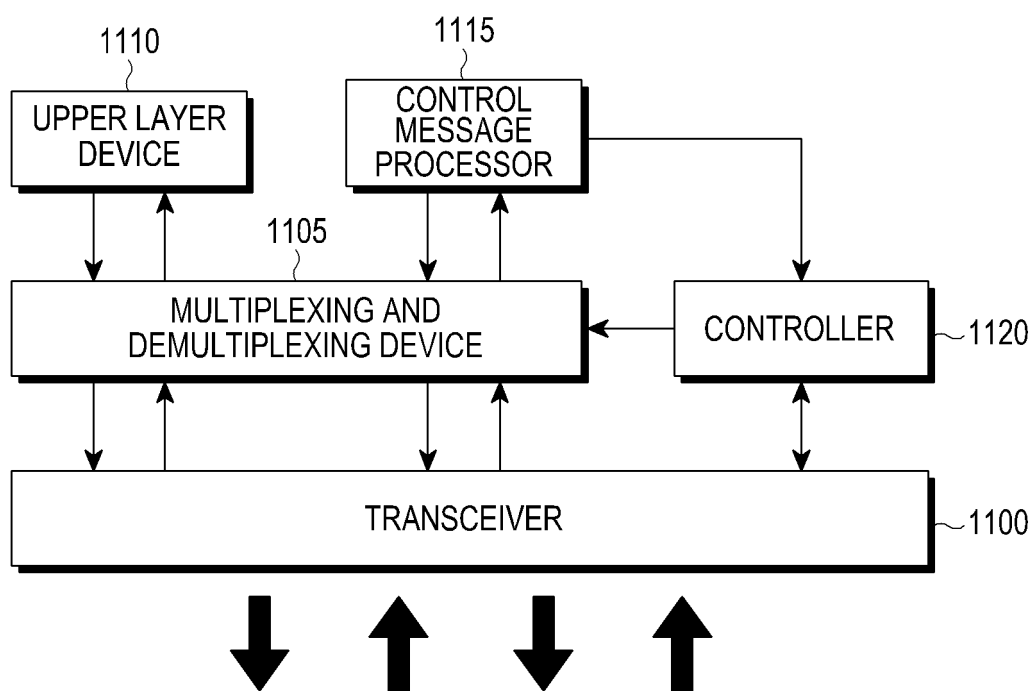 1110
1115
UPPER LAYER
DEVICE
CONTROL
MESSAGE
PROCESSOR
1105
MULTIPLEXING AND
DEMULTIPLEXING DEVICE
CONTROLLER
1120
TRANSCEIVER
1100